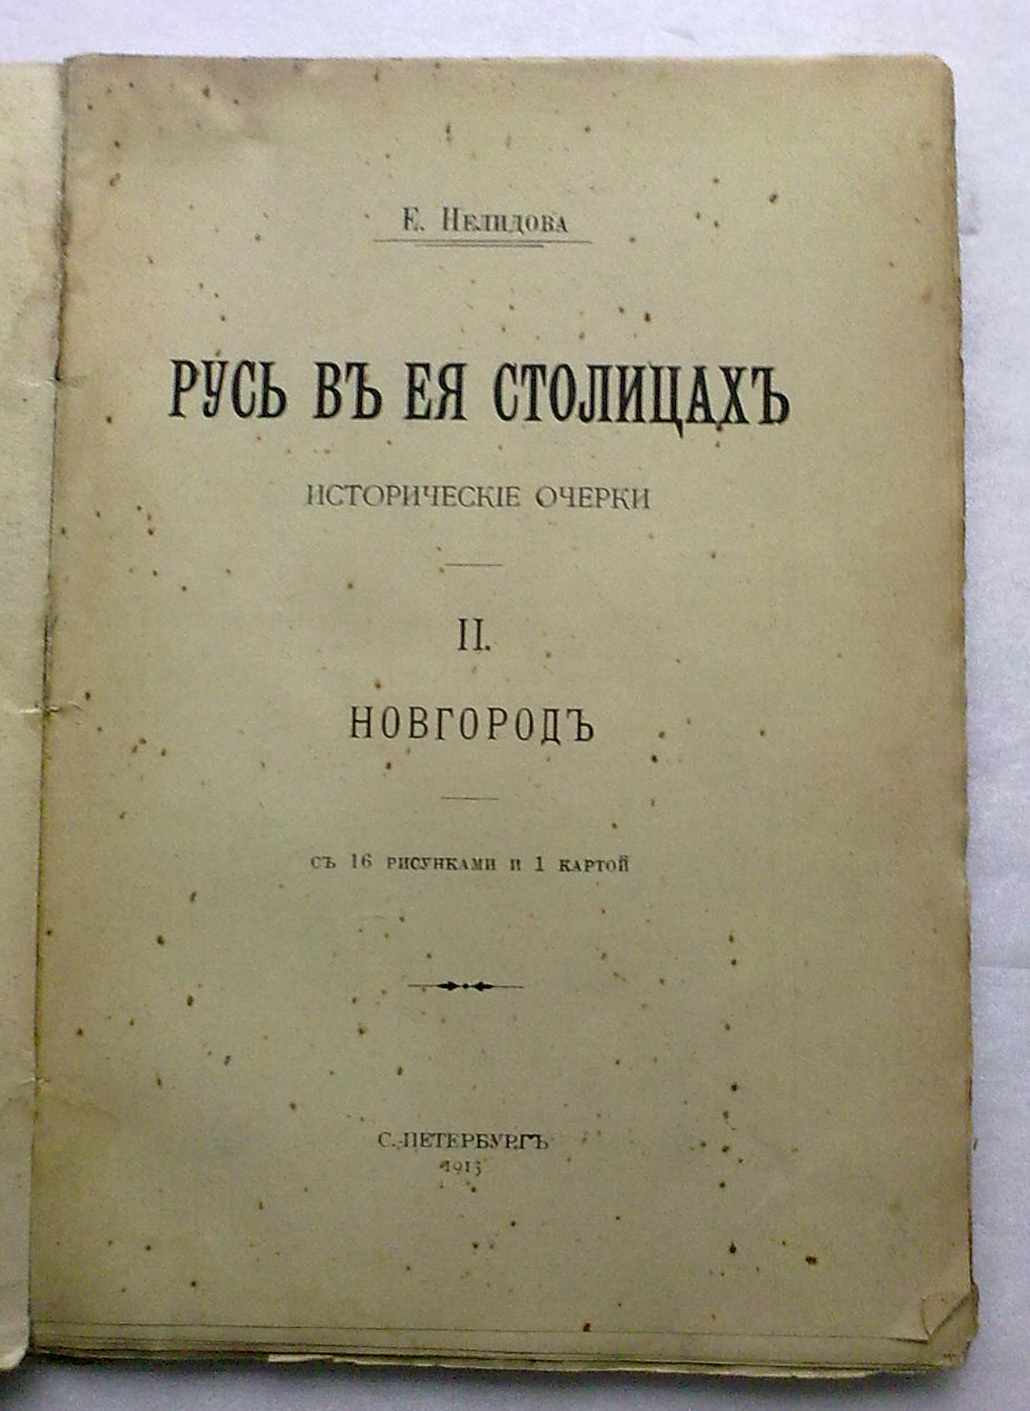 Е. Нелидова
РУСЬ ВЪ ЕЯ СТОЛИЦАХЪ
ИСТОРИЧЕСКІЕ ОЧЕРКИ
II.
НОВГОРОДЪ
СЪ 16 РИСУНКАМИ И 1 КАРТОЙ
С.-ПЕТЕРБУРГЪ
1913